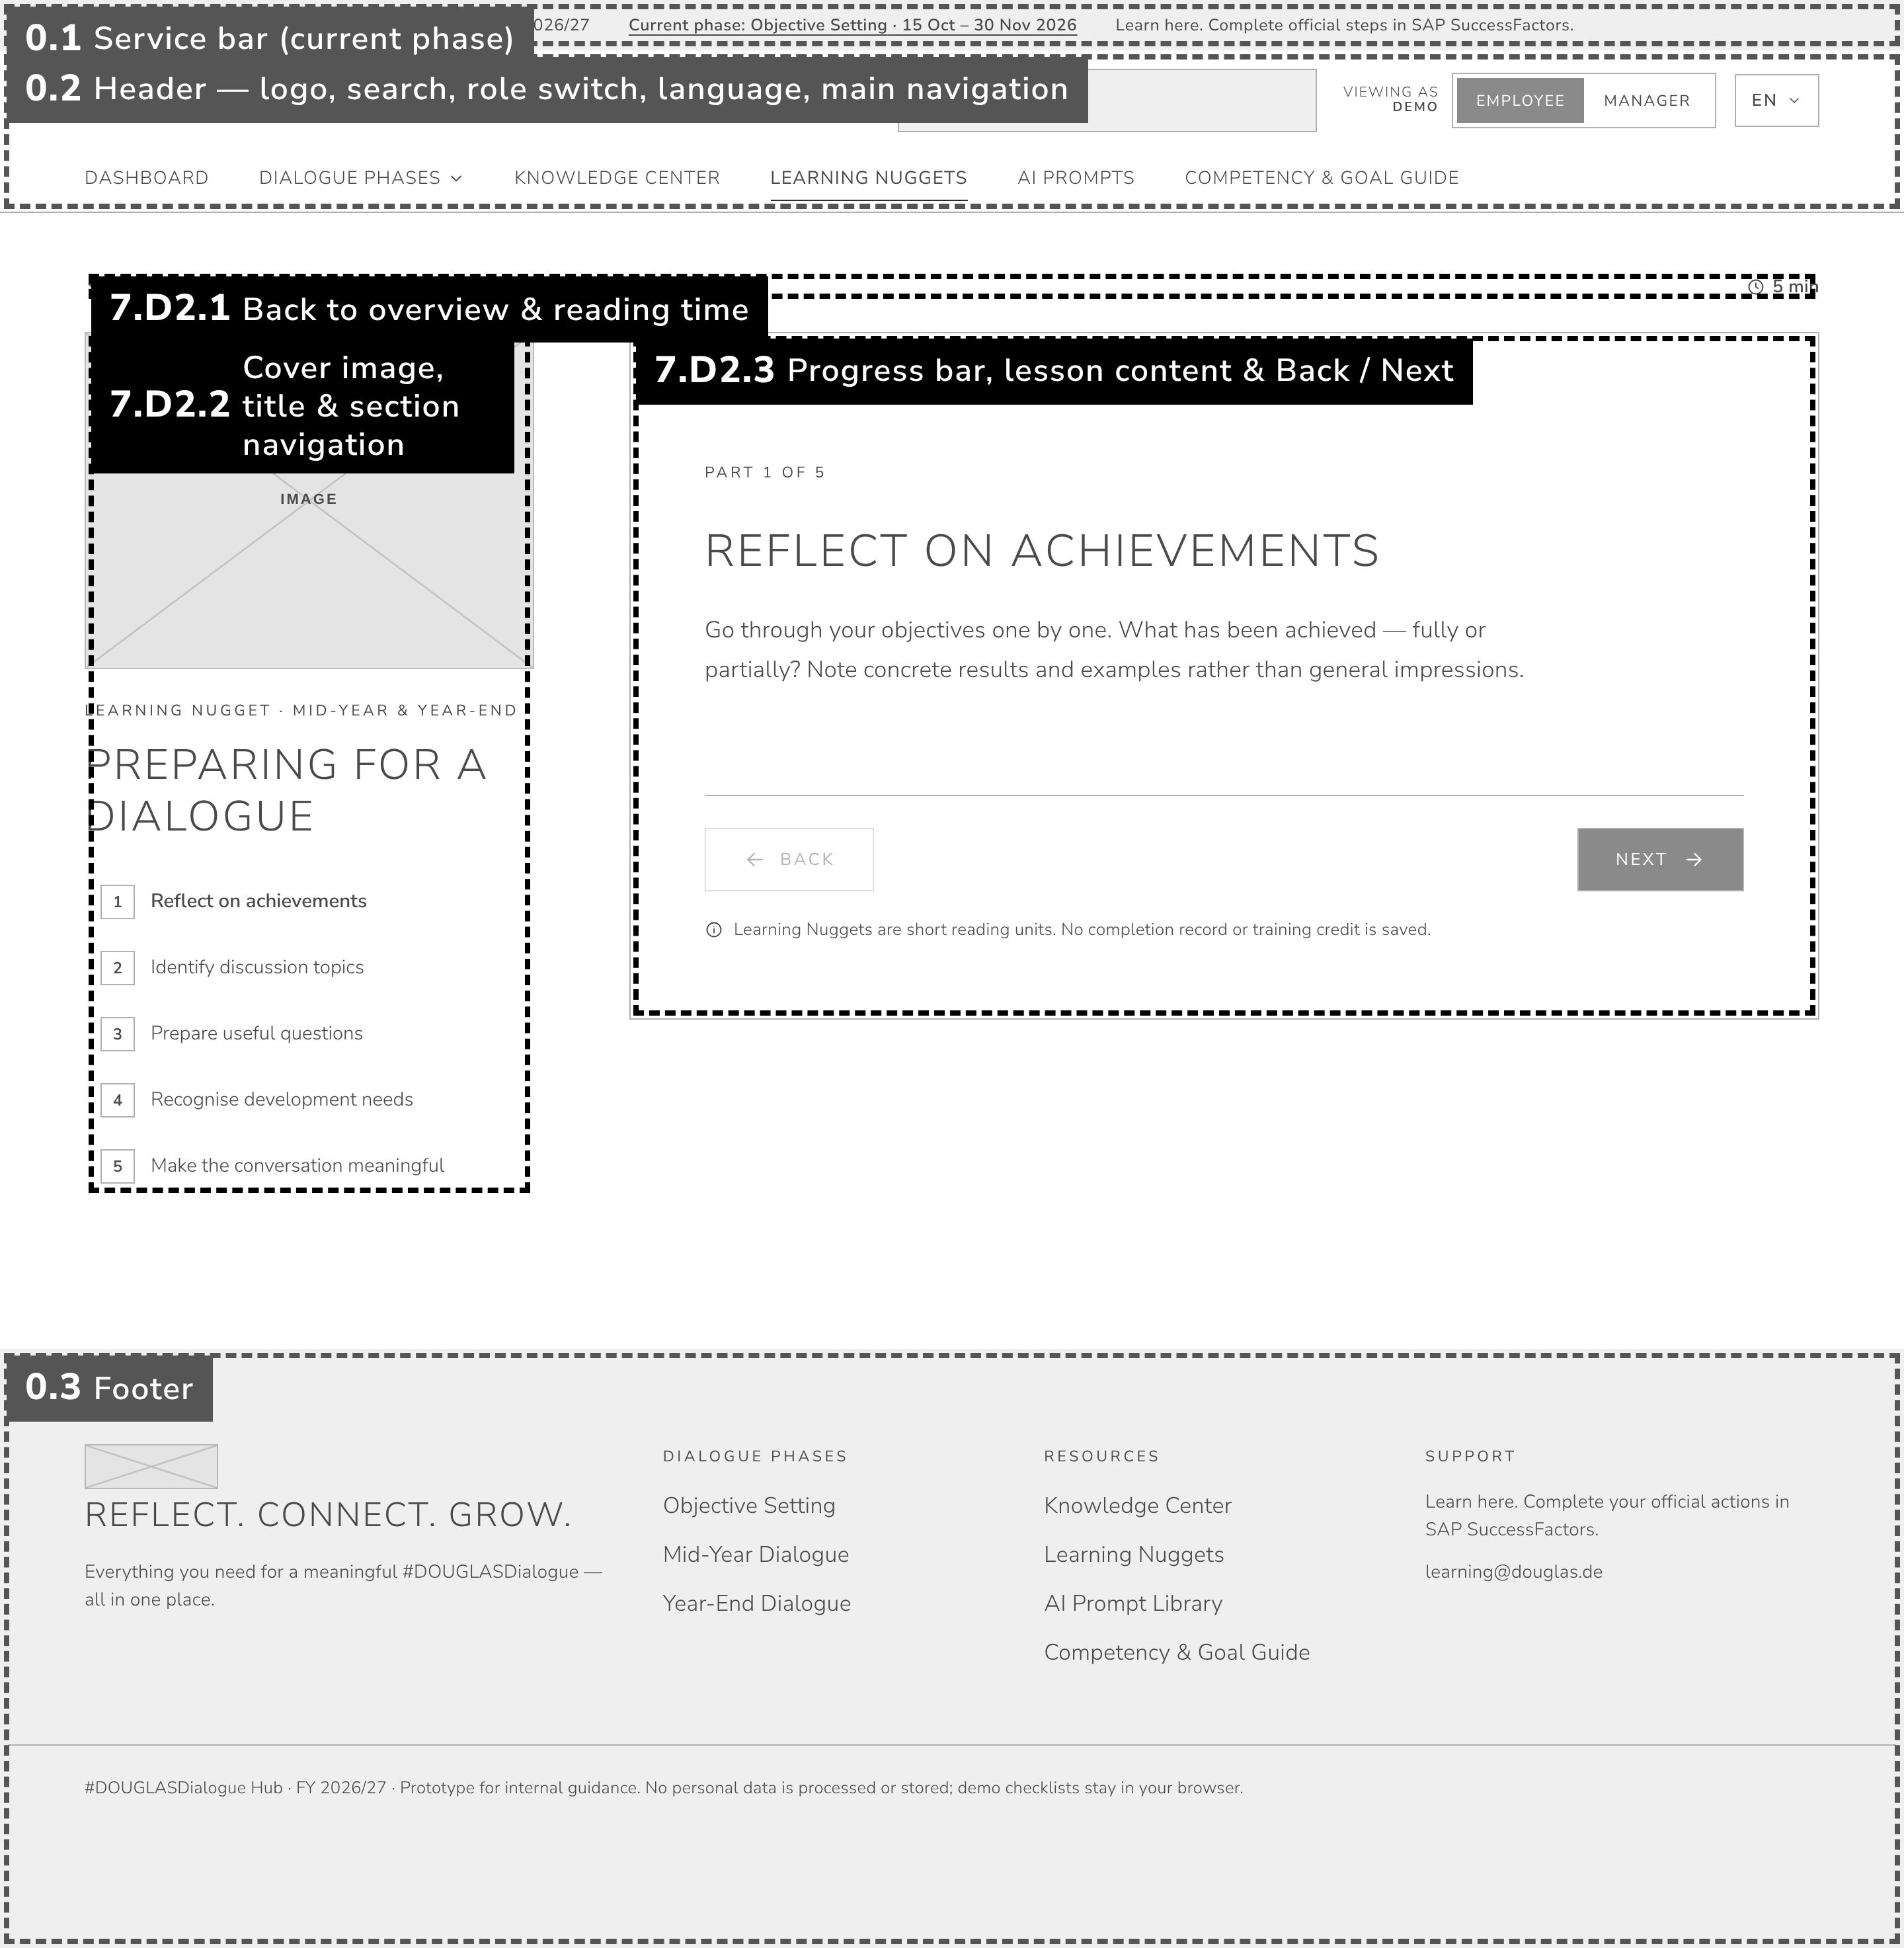 0.1 Service bar (current phase)
026/27
Current phase: Objective Setting · 15 Oct – 30 Nov 2026
Learn here. Complete official steps in SAP SuccessFactors.
0.2 Header — logo, search, role switch, language, main navigation
VIEWING AS
DEMO
EMPLOYEE
MANAGER
EN
DASHBOARD
DIALOGUE PHASES
KNOWLEDGE CENTER
LEARNING NUGGETS
AI PROMPTS
COMPETENCY & GOAL GUIDE
7.D2.1 Back to overview & reading time
5 min
7.D2.2 Cover image,
title & section
navigation
IMAGE
LEARNING NUGGET · MID-YEAR & YEAR-END
PREPARING FOR A
DIALOGUE
1 Reflect on achievements
2 Identify discussion topics
3 Prepare useful questions
4 Recognise development needs
5 Make the conversation meaningful
7.D2.3 Progress bar, lesson content & Back / Next
PART 1 OF 5
REFLECT ON ACHIEVEMENTS
Go through your objectives one by one. What has been achieved — fully or
partially? Note concrete results and examples rather than general impressions.
BACK
NEXT
Learning Nuggets are short reading units. No completion record or training credit is saved.
0.3 Footer
REFLECT. CONNECT. GROW.
Everything you need for a meaningful #DOUGLASDialogue —
all in one place.
DIALOGUE PHASES
Objective Setting
Mid-Year Dialogue
Year-End Dialogue
RESOURCES
Knowledge Center
Learning Nuggets
AI Prompt Library
Competency & Goal Guide
SUPPORT
Learn here. Complete your official actions in
SAP SuccessFactors.
learning@douglas.de
#DOUGLASDialogue Hub · FY 2026/27 · Prototype for internal guidance. No personal data is processed or stored; demo checklists stay in your browser.